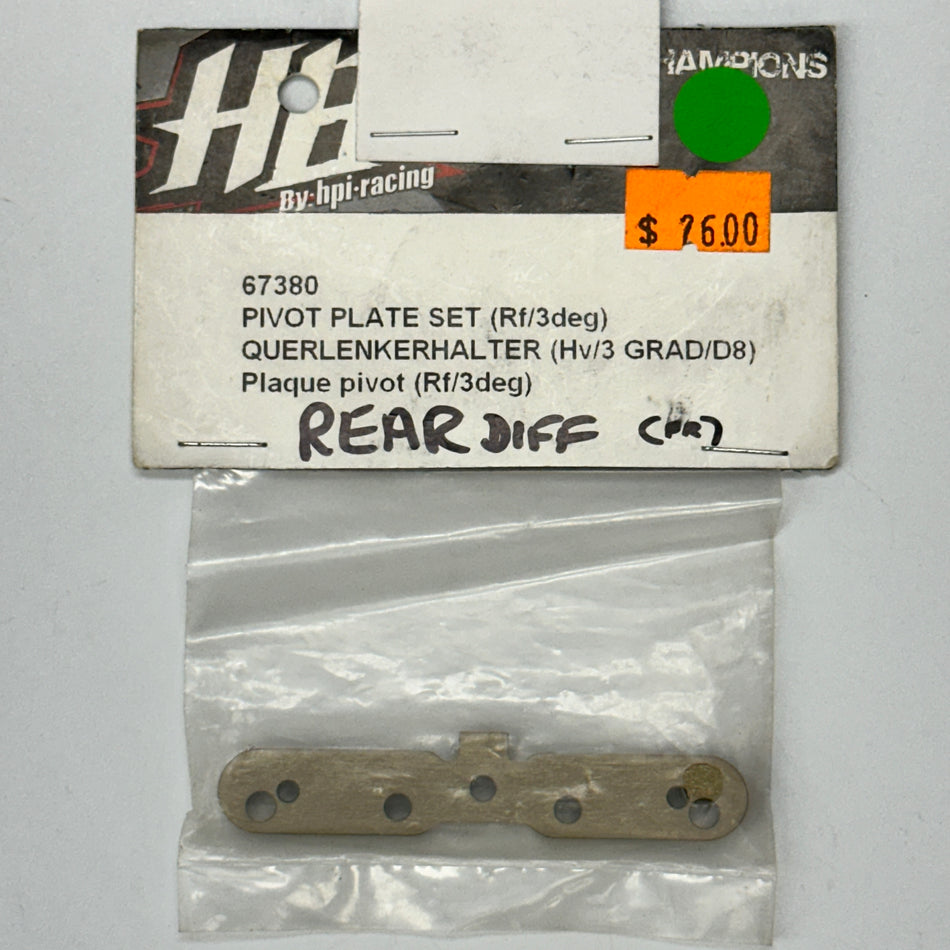 HB
HAMPIONS
By:hpi·racing
$ 26.00
67380
PIVOT PLATE SET (Rf/3deg)
QUERLENKERHALTER (Hv/3 GRAD/D8)
Plaque pivot (Rf/3deg)
REAR DIFF (FR)